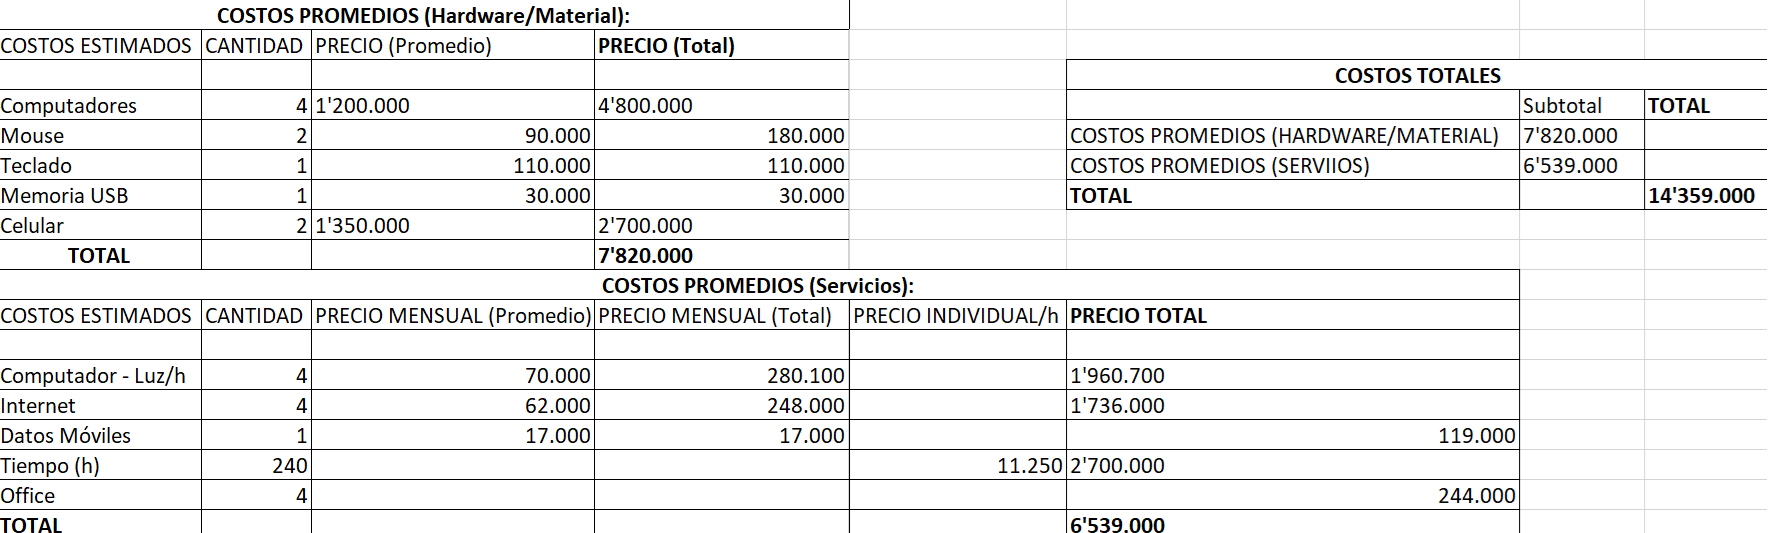 COSTOS PROMEDIOS (Hardware/Material):
COSTOS ESTIMADOS CANTIDAD PRECIO (Promedio) PRECIO (Total)
Computadores 4 1'200.000 4'800.000
Mouse 2 90.000 180.000
Teclado 1 110.000 110.000
Memoria USB 1 30.000 30.000
Celular 2 1'350.000 2'700.000
TOTAL 7'820.000
COSTOS TOTALES
Subtotal TOTAL
COSTOS PROMEDIOS (HARDWARE/MATERIAL) 7'820.000
COSTOS PROMEDIOS (SERVIIOS) 6'539.000
TOTAL 14'359.000
COSTOS PROMEDIOS (Servicios):
COSTOS ESTIMADOS CANTIDAD PRECIO MENSUAL (Promedio) PRECIO MENSUAL (Total) PRECIO INDIVIDUAL/h PRECIO TOTAL
Computador - Luz/h 4 70.000 280.100 1'960.700
Internet 4 62.000 248.000 1'736.000
Datos Móviles 1 17.000 17.000 119.000
Tiempo (h) 240 11.250 2'700.000
Office 4 244.000
TOTAL 6'539.000